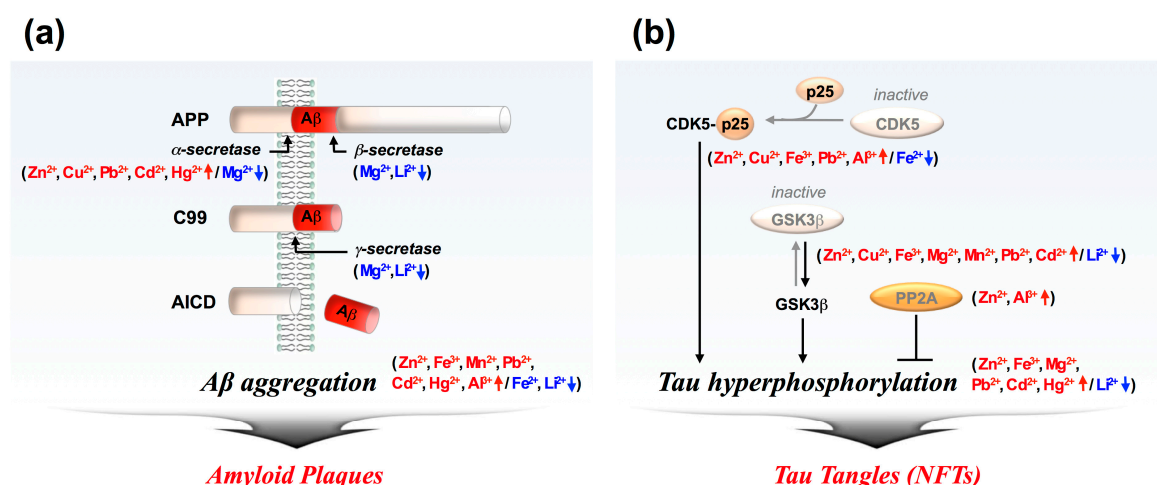 (a)
APP
Aβ
α-secretase
(Zn²⁺, Cu²⁺, Pb²⁺, Cd²⁺, Hg²⁺↑/Mg²⁺↓)
β-secretase
(Mg²⁺,Li²⁺↓)
C99
Aβ
γ-secretase
(Mg²⁺,Li²⁺↓)
AICD
Aβ
Aβ aggregation
(Zn²⁺, Fe³⁺, Mn²⁺, Pb²⁺,
Cd²⁺, Hg²⁺, Al³⁺↑/Fe²⁺, Li²⁺↓)
Amyloid Plaques
(b)
p25
inactive
CDK5-p25
CDK5
(Zn²⁺, Cu²⁺, Fe³⁺, Pb²⁺, Al³⁺↑/Fe²⁺↓)
inactive
GSK3β
(Zn²⁺, Cu²⁺, Fe³⁺, Mg²⁺, Mn²⁺, Pb²⁺, Cd²⁺↑/Li²⁺↓)
GSK3β
PP2A
(Zn²⁺, Al³⁺↑)
Tau hyperphosphorylation
(Zn²⁺, Fe³⁺, Mg²⁺,
Pb²⁺, Cd²⁺, Hg²⁺↑/Li²⁺↓)
Tau Tangles (NFTs)